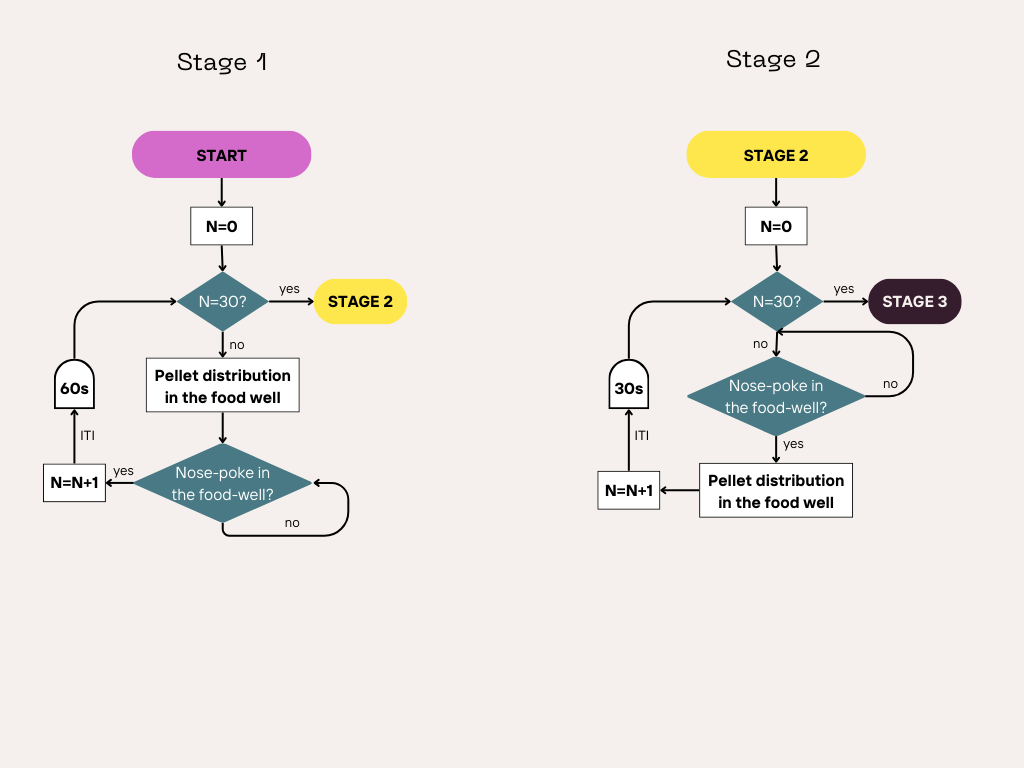 Stage 1
START
N=0
N=30?
yes
STAGE 2
no
Pellet distribution
in the food well
60s
ITI
Nose-poke in
the food-well?
yes
N=N+1
no
Stage 2
STAGE 2
N=0
N=30?
yes
STAGE 3
no
Nose-poke in
the food-well?
no
30s
ITI
yes
Pellet distribution
in the food well
N=N+1